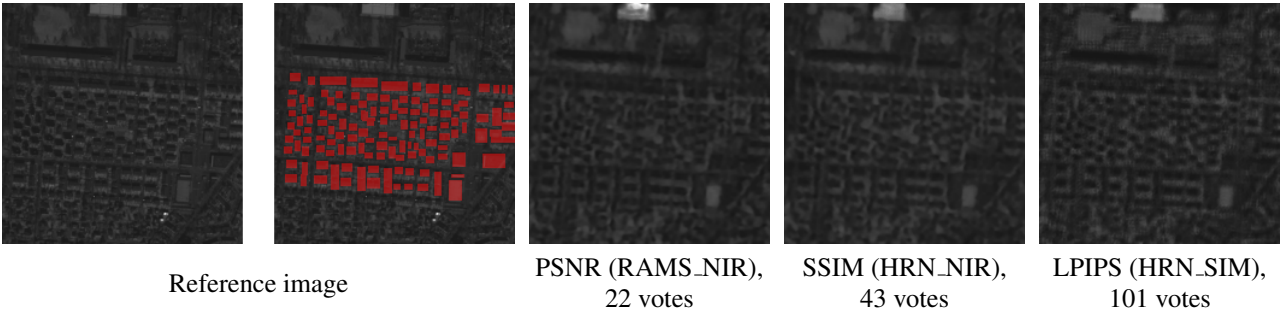 Reference image
PSNR (RAMS_NIR),
22 votes
SSIM (HRN_NIR),
43 votes
LPIPS (HRN_SIM),
101 votes